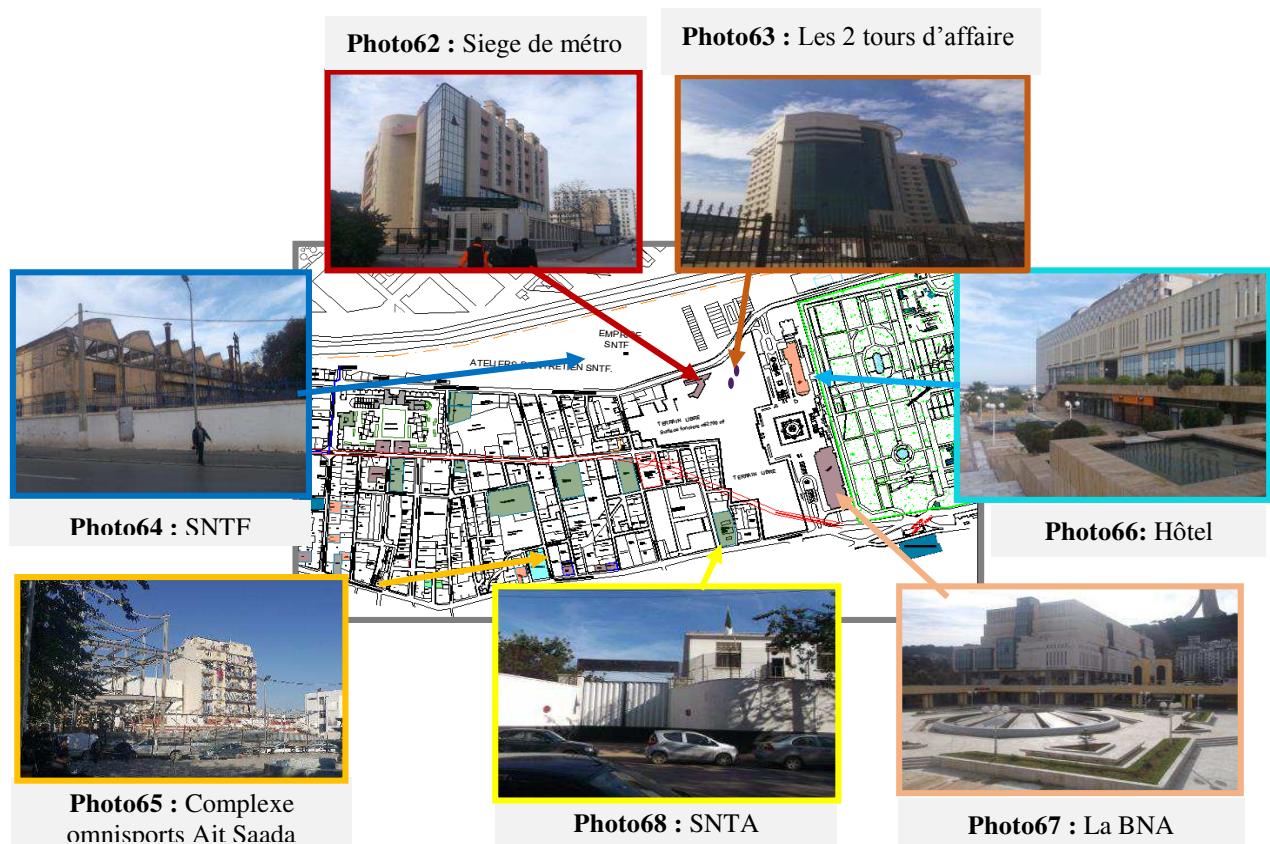 Photo62 : Siege de métro
Photo63 : Les 2 tours d’affaire
EMPRISE
SNTF
ATELIERS D'ENTRETIEN SNTF.
TERRAIN LIBRE
TERRAIN LIBRE
Photo64 : SNTF
Photo66: Hôtel
Photo65 : Complexe
omnisports Ait Saada
Photo68 : SNTA
Photo67 : La BNA